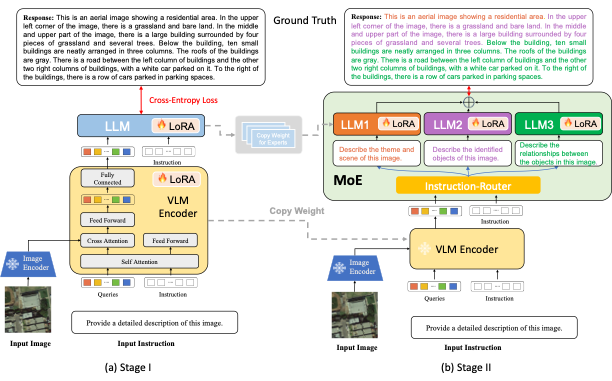 Response: This is an aerial image showing a residential area. In the upper
left corner of the image, there is a grassland and bare land. In the middle
and upper part of the image, there is a large building surrounded by four
pieces of grassland and several trees. Below the building, ten small
buildings are neatly arranged in three columns. The roofs of the buildings
are gray. There is a road between the left column of buildings and the other
two right columns of buildings, with a white car parked on it. To the right of
the buildings, there is a row of cars parked in parking spaces.
Ground Truth
Response: This is an aerial image showing a residential area. In the upper
left corner of the image, there is a grassland and bare land. In the middle
and upper part of the image, there is a large building surrounded by four
pieces of grassland and several trees. Below the building, ten small
buildings are neatly arranged in three columns. The roofs of the buildings
are gray. There is a road between the left column of buildings and the other
two right columns of buildings, with a white car parked on it. To the right of
the buildings, there is a row of cars parked in parking spaces.
Cross-Entropy Loss
LLM
LoRA
Copy Weight
for Experts
LLM1
LoRA
LLM2
LoRA
LLM3
LoRA
Instruction
Describe the theme and
scene of this image.
Describe the identified
objects of this image.
Describe the
relationships between
the objects in this image.
MoE
Instruction-Router
Fully
Connected
LoRA
VLM
Encoder
Feed Forward
Cross Attention
Feed Forward
Self Attention
Copy Weight
Instruction
VLM Encoder
Image
Encoder
Image
Encoder
Queries
Instruction
Queries
Instruction
Provide a detailed description of this image.
Provide a detailed description of this image.
Input Image
Input Instruction
Input Image
Input Instruction
(a) Stage I
(b) Stage II